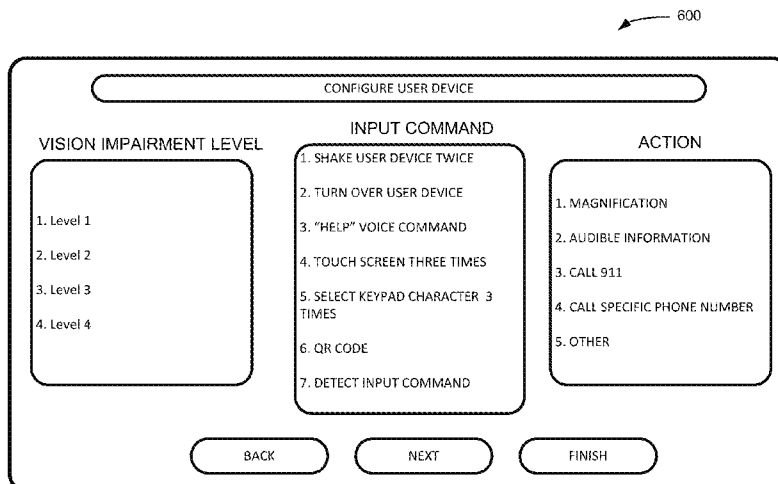 600
CONFIGURE USER DEVICE
VISION IMPAIRMENT LEVEL
1. Level 1
2. Level 2
3. Level 3
4. Level 4
INPUT COMMAND
1. SHAKE USER DEVICE TWICE
2. TURN OVER USER DEVICE
3. "HELP" VOICE COMMAND
4. TOUCH SCREEN THREE TIMES
5. SELECT KEYPAD CHARACTER 3
TIMES
6. QR CODE
7. DETECT INPUT COMMAND
ACTION
1. MAGNIFICATION
2. AUDIBLE INFORMATION
3. CALL 911
4. CALL SPECIFIC PHONE NUMBER
5. OTHER
BACK
NEXT
FINISH